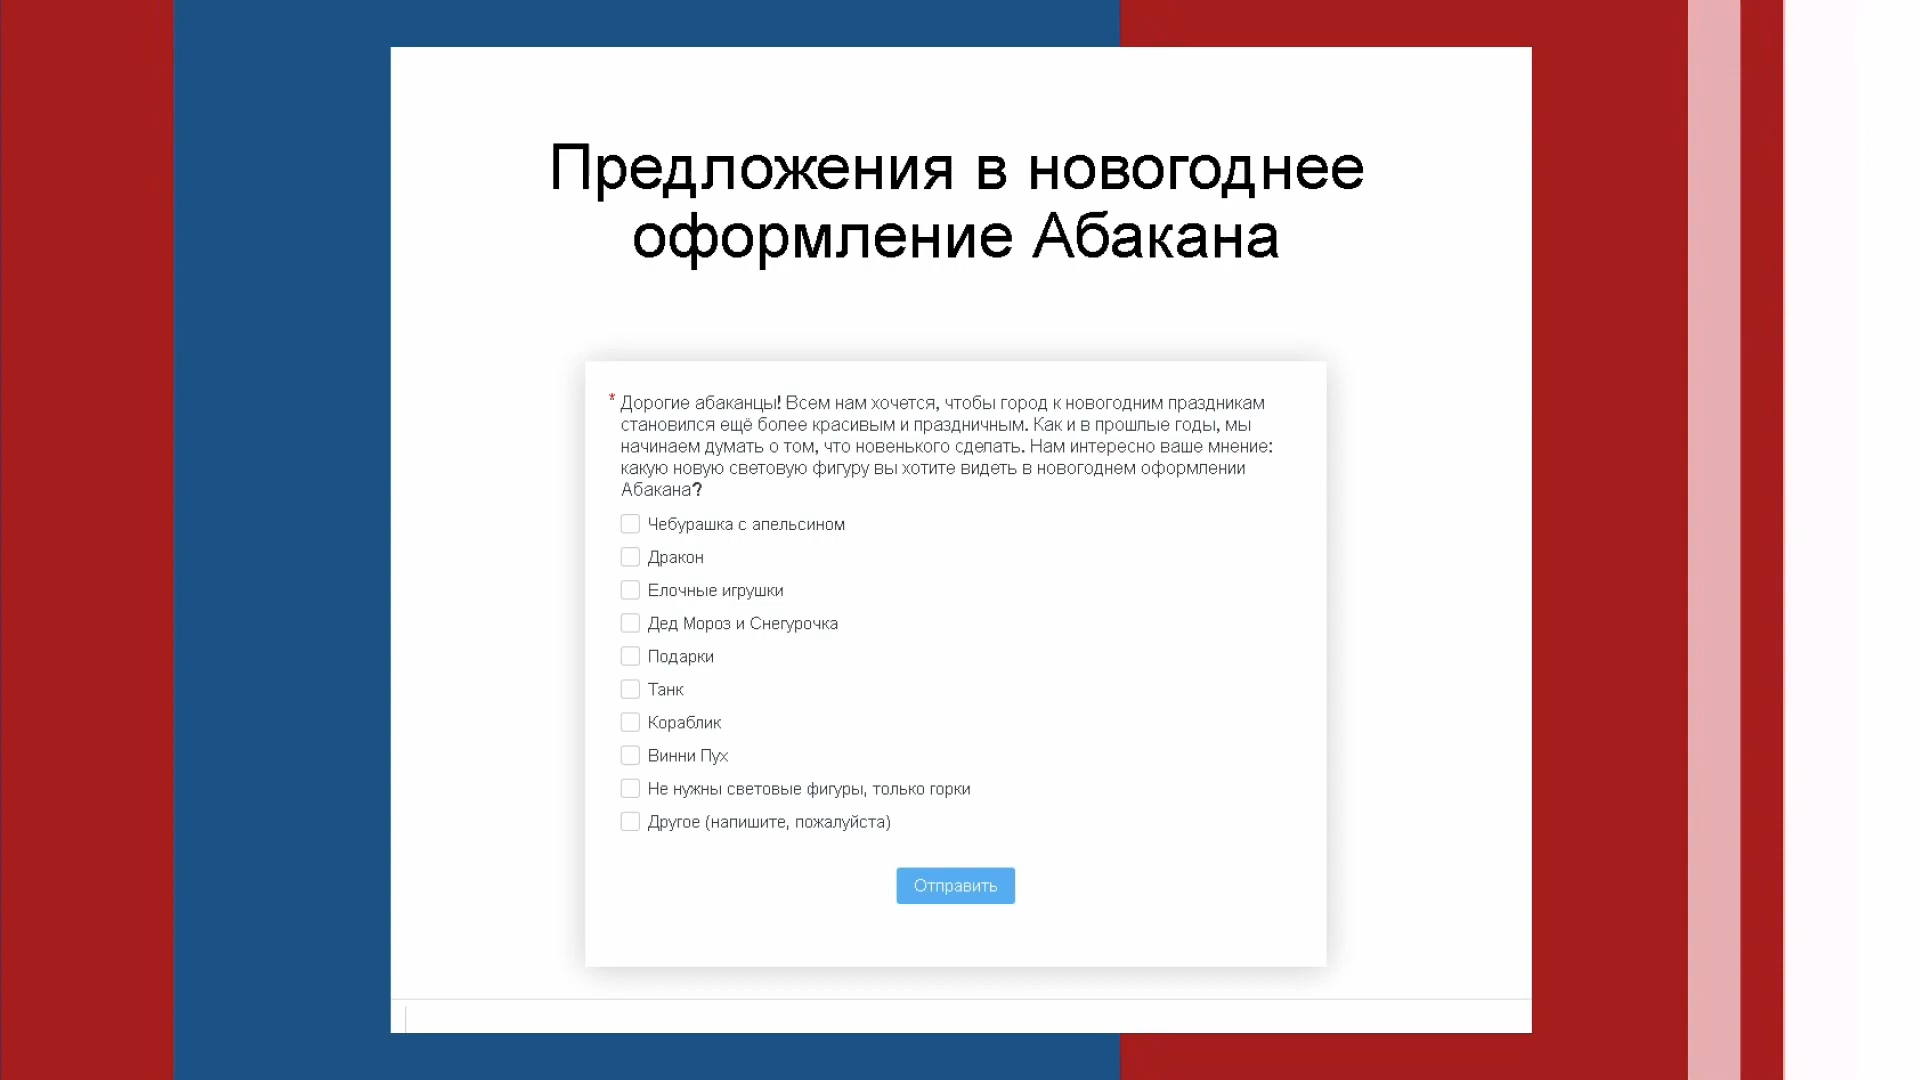 Предложения в новогоднее
оформление Абакана
* Дорогие абаканцы! Всем нам хочется, чтобы город к новогодним праздникам
становился ещё более красивым и праздничным. Как и в прошлые годы, мы
начинаем думать о том, что новенького сделать. Нам интересно ваше мнение:
какую новую световую фигуру вы хотите видеть в новогоднем оформлении
Абакана?
Чебурашка с апельсином
Дракон
Елочные игрушки
Дед Мороз и Снегурочка
Подарки
Танк
Кораблик
Винни Пух
Не нужны световые фигуры, только горки
Другое (напишите, пожалуйста)
Отправить